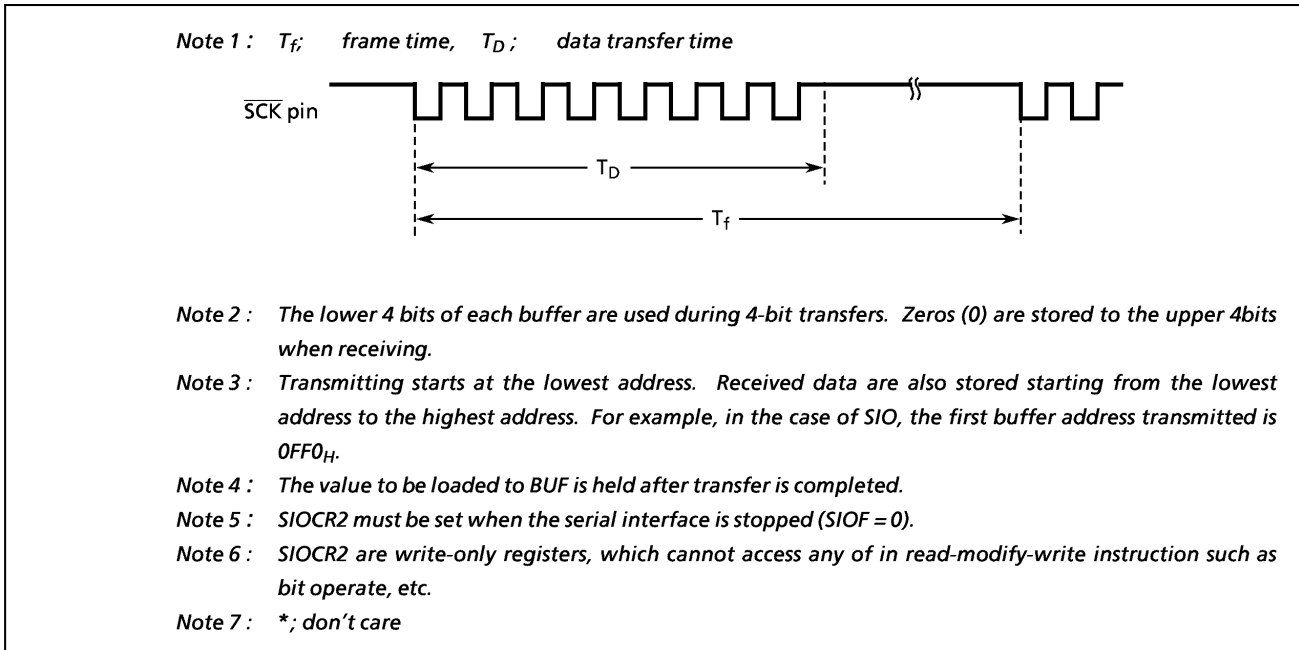 Note 1 : Tf; frame time, TD ; data transfer time
SCK pin
TD
Tf
Note 2 : The lower 4 bits of each buffer are used during 4-bit transfers. Zeros (0) are stored to the upper 4bits
when receiving.
Note 3 : Transmitting starts at the lowest address. Received data are also stored starting from the lowest
address to the highest address. For example, in the case of SIO, the first buffer address transmitted is
0FF0H.
Note 4 : The value to be loaded to BUF is held after transfer is completed.
Note 5 : SIOCR2 must be set when the serial interface is stopped (SIOF = 0).
Note 6 : SIOCR2 are write-only registers, which cannot access any of in read-modify-write instruction such as
bit operate, etc.
Note 7 : *; don't care